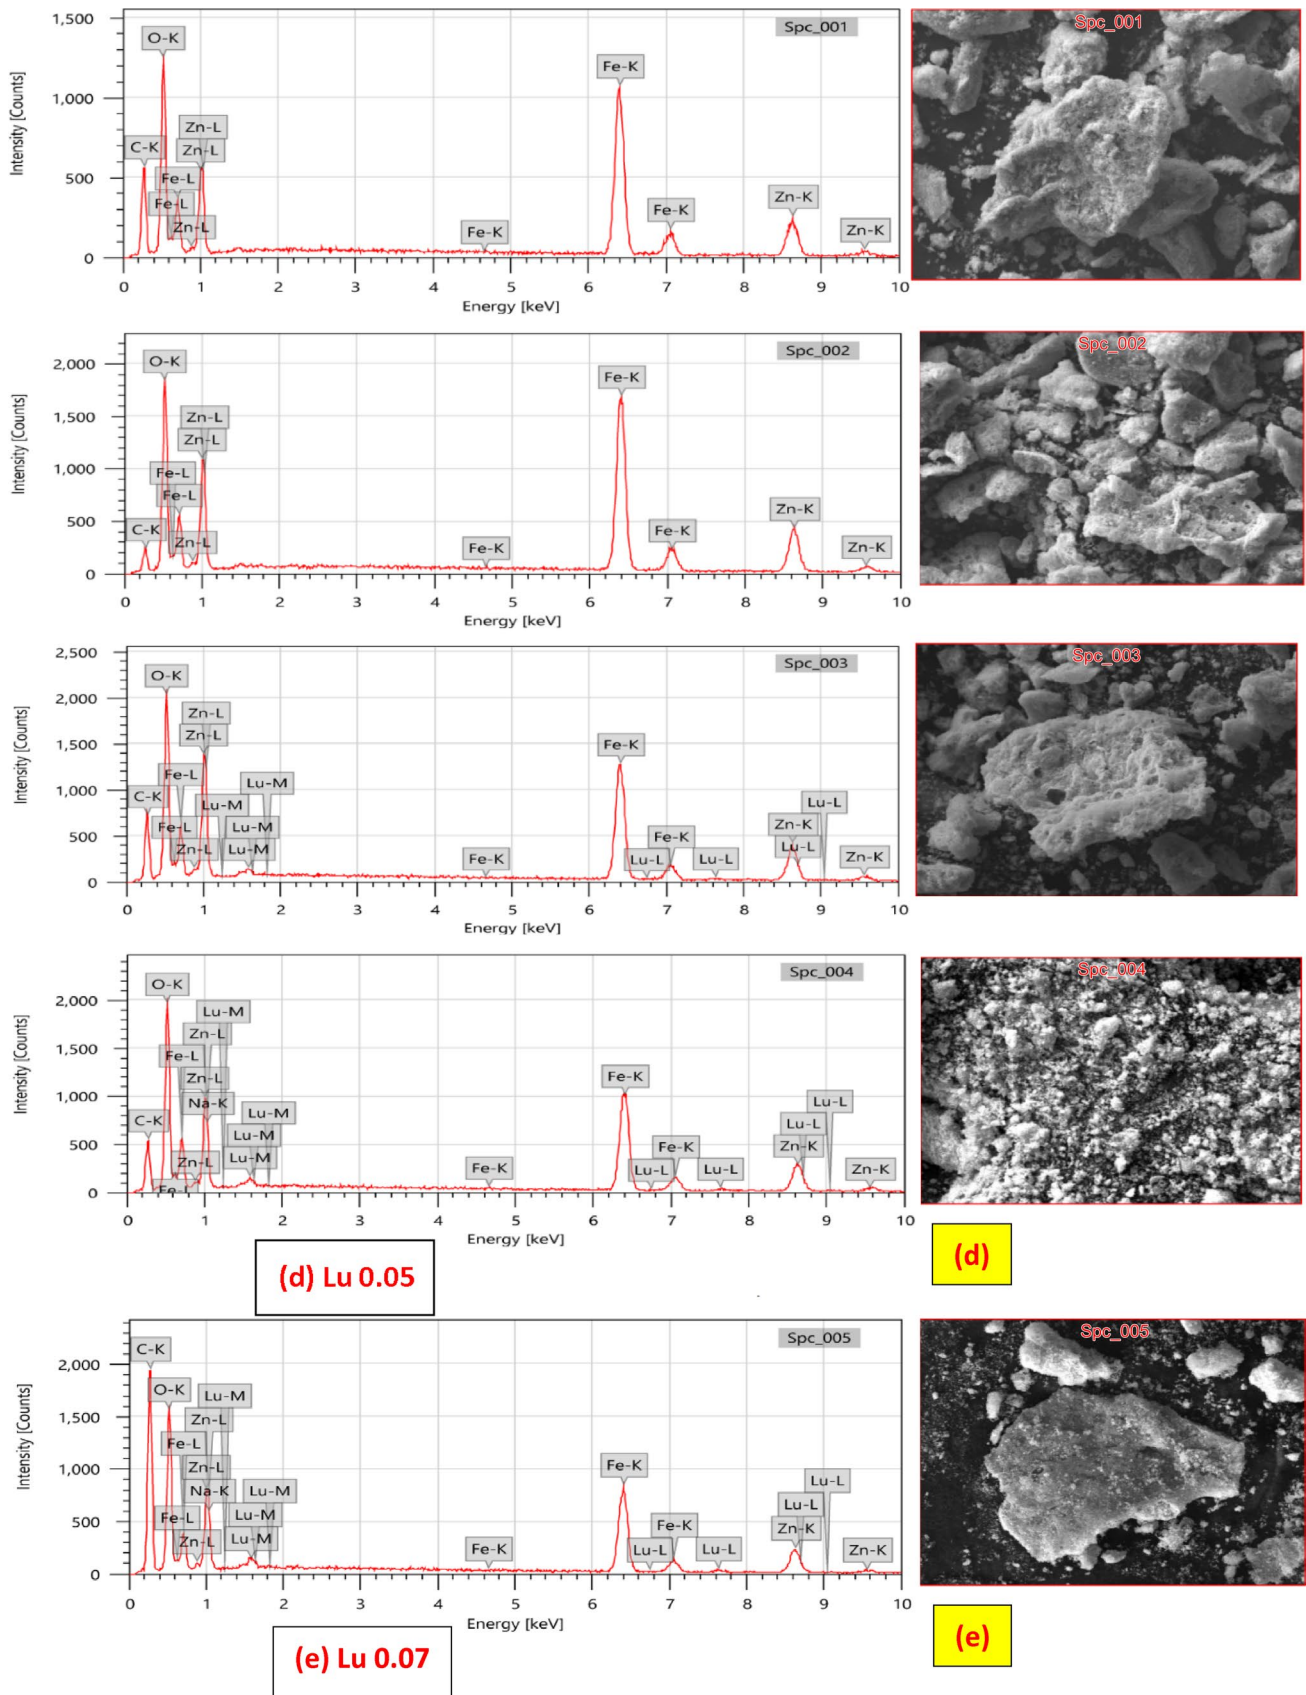 1,500
1,000
500
0
Intensity [Counts]
Spc_001
C-K
O-K
Fe-L
Fe-L
Zn-L
Zn-L
Zn-L
Fe-K
Fe-K
Fe-K
Zn-K
Zn-K
0 1 2 3 4 5 6 7 8 9 10
Energy [keV]
Spc_001
2,000
1,500
1,000
500
0
Intensity [Counts]
Spc_002
O-K
Zn-L
Zn-L
Fe-L
Fe-L
C-K
Zn-L
Fe-K
Fe-K
Fe-K
Zn-K
Zn-K
0 1 2 3 4 5 6 7 8 9 10
Energy [keV]
Spc_002
2,500
2,000
1,500
1,000
500
0
Intensity [Counts]
Spc_003
O-K
Zn-L
Zn-L
Fe-L
C-K
Fe-L
Zn-L
Lu-M
Lu-M
Lu-M
Lu-M
Fe-K
Fe-K
Lu-L
Fe-K
Lu-L
Zn-K
Lu-L
Lu-L
Zn-K
0 1 2 3 4 5 6 7 8 9 10
Energy [keV]
Spc_003
2,000
1,500
1,000
500
0
Intensity [Counts]
Spc_004
O-K
Lu-M
Zn-L
Fe-L
Zn-L
Na-K
C-K
Zn-L
Fe-L
Lu-M
Lu-M
Lu-M
Fe-K
Fe-K
Lu-L
Fe-K
Lu-L
Lu-L
Lu-L
Zn-K
Zn-K
0 1 2 3 4 5 6 7 8 9 10
Energy [keV]
Spc_004
(d) Lu 0.05
(d)
2,000
1,500
1,000
500
0
Intensity [Counts]
Spc_005
C-K
O-K
Lu-M
Zn-L
Fe-L
Zn-L
Na-K
Fe-L
Zn-L
Lu-M
Lu-M
Lu-M
Fe-K
Fe-K
Lu-L
Fe-K
Lu-L
Lu-L
Lu-L
Zn-K
Zn-K
0 1 2 3 4 5 6 7 8 9 10
Energy [keV]
Spc_005
(e) Lu 0.07
(e)